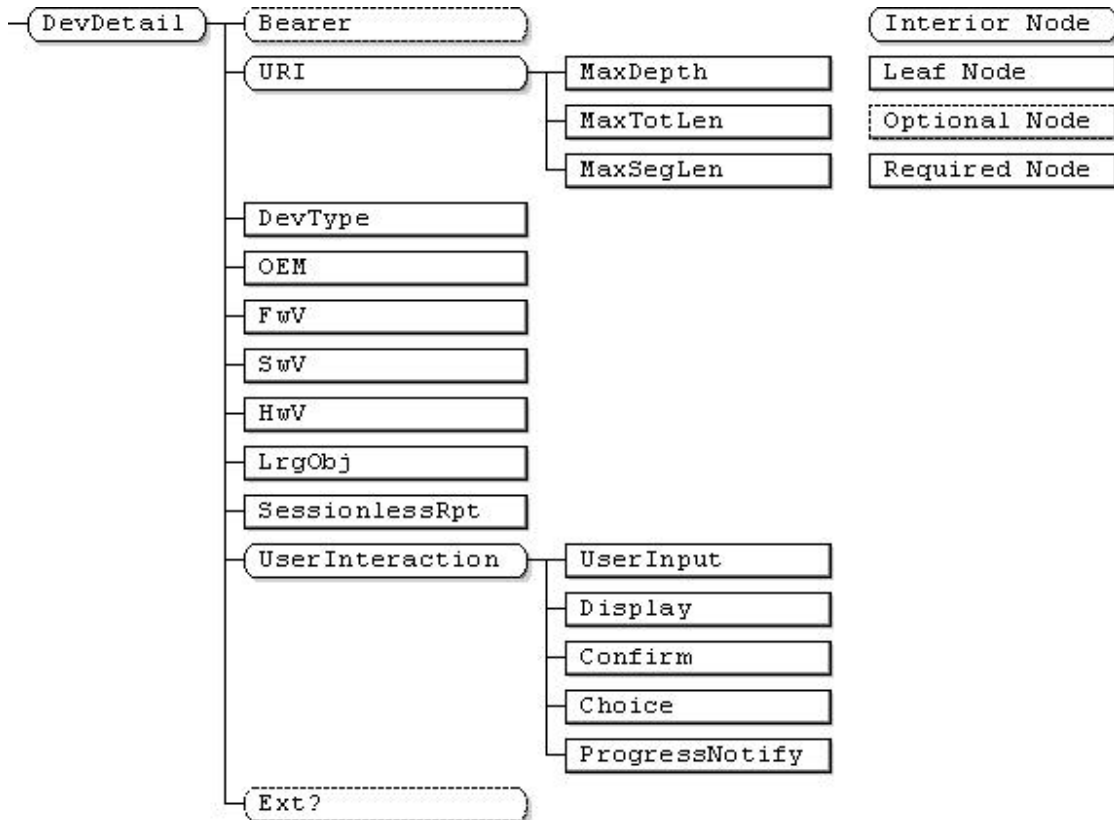 DevDetail
Bearer
Interior Node
URI
MaxDepth
Leaf Node
MaxTotLen
Optional Node
MaxSegLen
Required Node
DevType
OEM
FwV
SwV
HwV
LrgObj
SessionlessRpt
UserInteraction
UserInput
Display
Confirm
Choice
ProgressNotify
Ext?